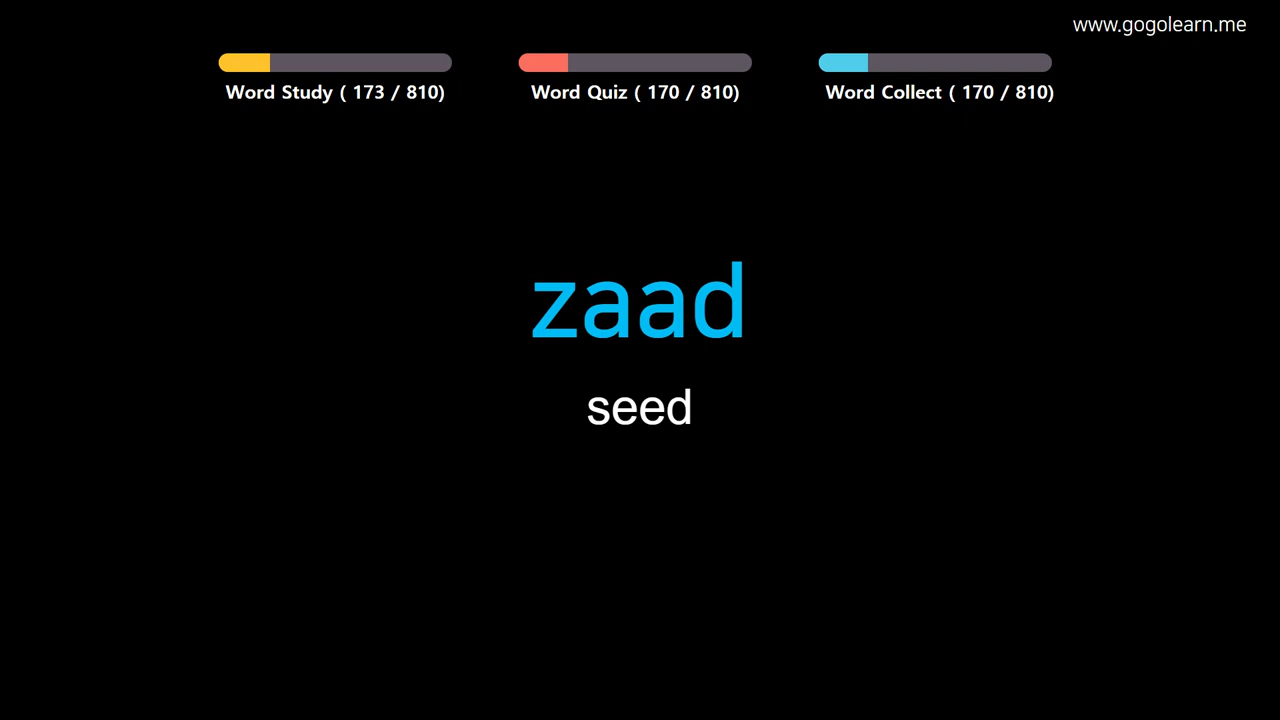 www.gogolearn.me
Word Study ( 173 / 810)
Word Quiz ( 170 / 810)
Word Collect ( 170 / 810)
zaad
seed